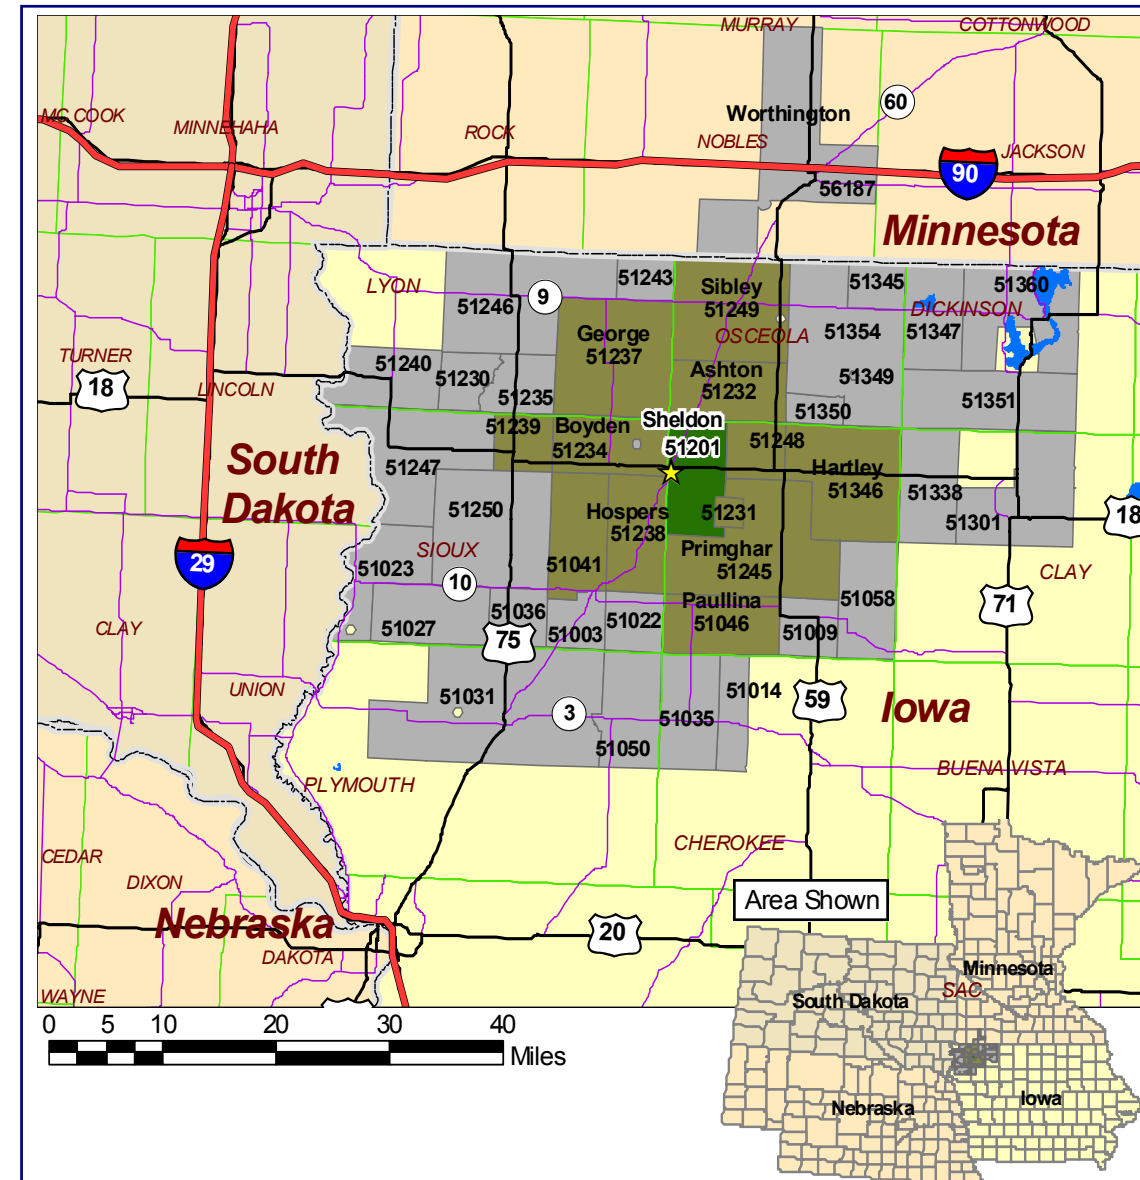 MURRAY
COTTONWOOD
60
MC COOK
MINNEHAHA
ROCK
Worthington
NOBLES
JACKSON
90
56187
Minnesota
LYON
51243
Sibley
51249
51345
51360
51246
9
DICKINSON
George
51237
OSCEOLA
51354
51347
TURNER
18
LINCOLN
51240
51230
51235
Ashton
51232
51349
51351
51350
51239
Boyden
51234
Sheldon
51201
51248
Hartley
51346
South
Dakota
51247
51250
51338
51301
18
Hospers
51238
51231
SIOUX
29
51023
10
51041
Primghar
51245
CLAY
71
CLAY
51027
51036
75
51003
51022
Paullina
51046
51009
51058
UNION
51031
3
51035
51014
59
Iowa
51050
PLYMOUTH
BUENA VISTA
CHEROKEE
CEDAR
DIXON
Nebraska
DAKOTA
20
WAYNE
Area Shown
Minnesota
SAC
South Dakota
Nebraska
Iowa
0 5 10 20 30 40
Miles